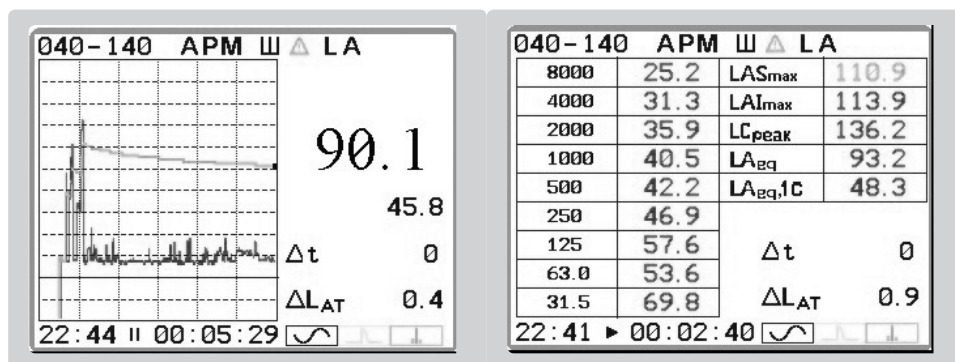 040-140 АРМ Ш ⚠ LA
90.1
45.8
Δt 0
ΔLAT 0.4
22:44 II 00:05:29
040-140 АРМ Ш ⚠ LA
8000 25.2 LASmax 110.9
4000 31.3 LAImax 113.9
2000 35.9 LCpeak 136.2
1000 40.5 LAeq 93.2
500 42.2 LAeq,1C 48.3
250 46.9
125 57.6 Δt 0
63.0 53.6
31.5 69.8 ΔLAT 0.9
22:41 ► 00:02:40